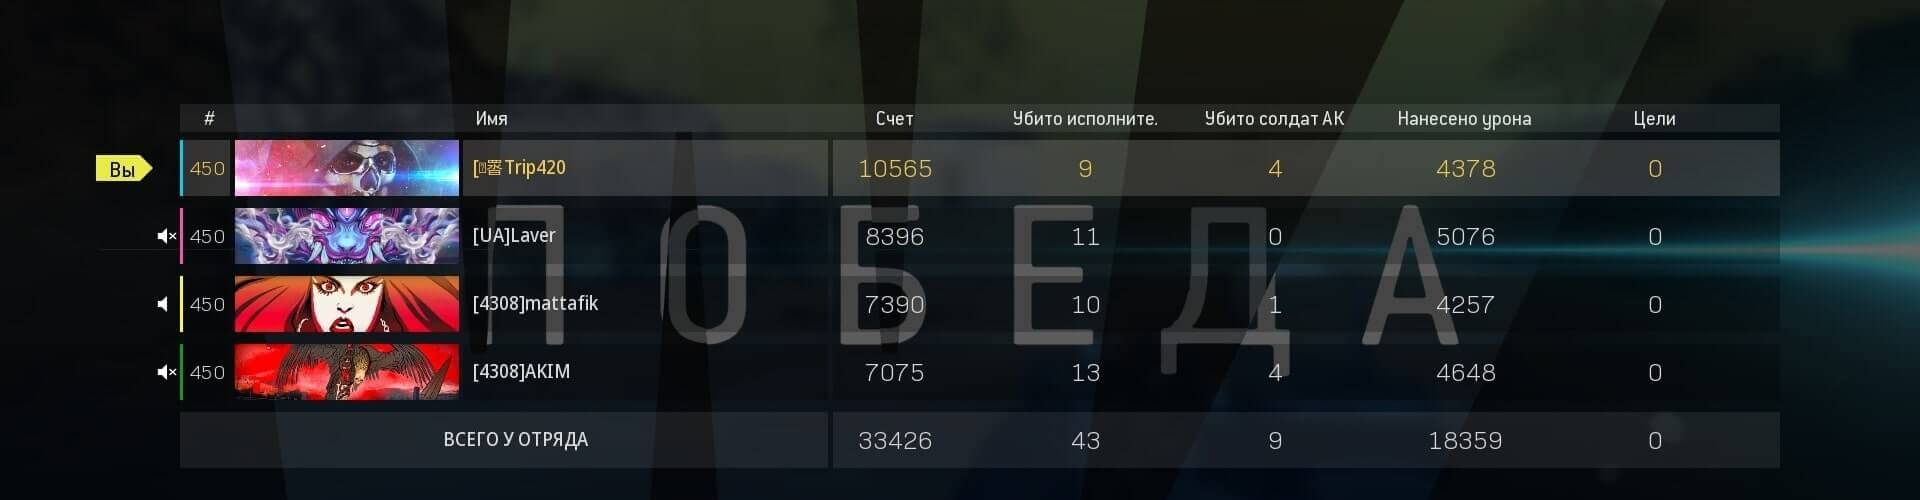 # Имя Счет Убито исполните. Убито солдат АК Нанесено урона Цели
Вы 450 Trip420 10565 9 4 4378 0
450 [UA]Laver 8396 11 0 5076 0
ПОБЕДА
450 [4308]mattafik 7390 10 1 4257 0
450 [4308]AKIM 7075 13 4 4648 0
ВСЕГО У ОТРЯДА 33426 43 9 18359 0